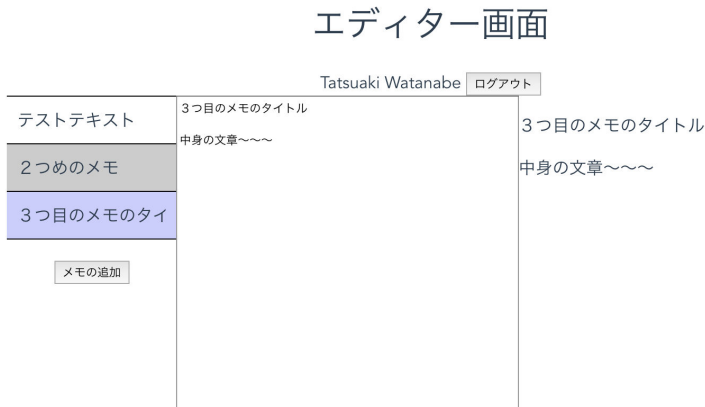 エディター画面
Tatsuaki Watanabe ログアウト
テストテキスト
２つめのメモ
３つ目のメモのタイ
メモの追加
３つ目のメモのタイトル
中身の文章〜〜〜
３つ目のメモのタイトル
中身の文章〜〜〜